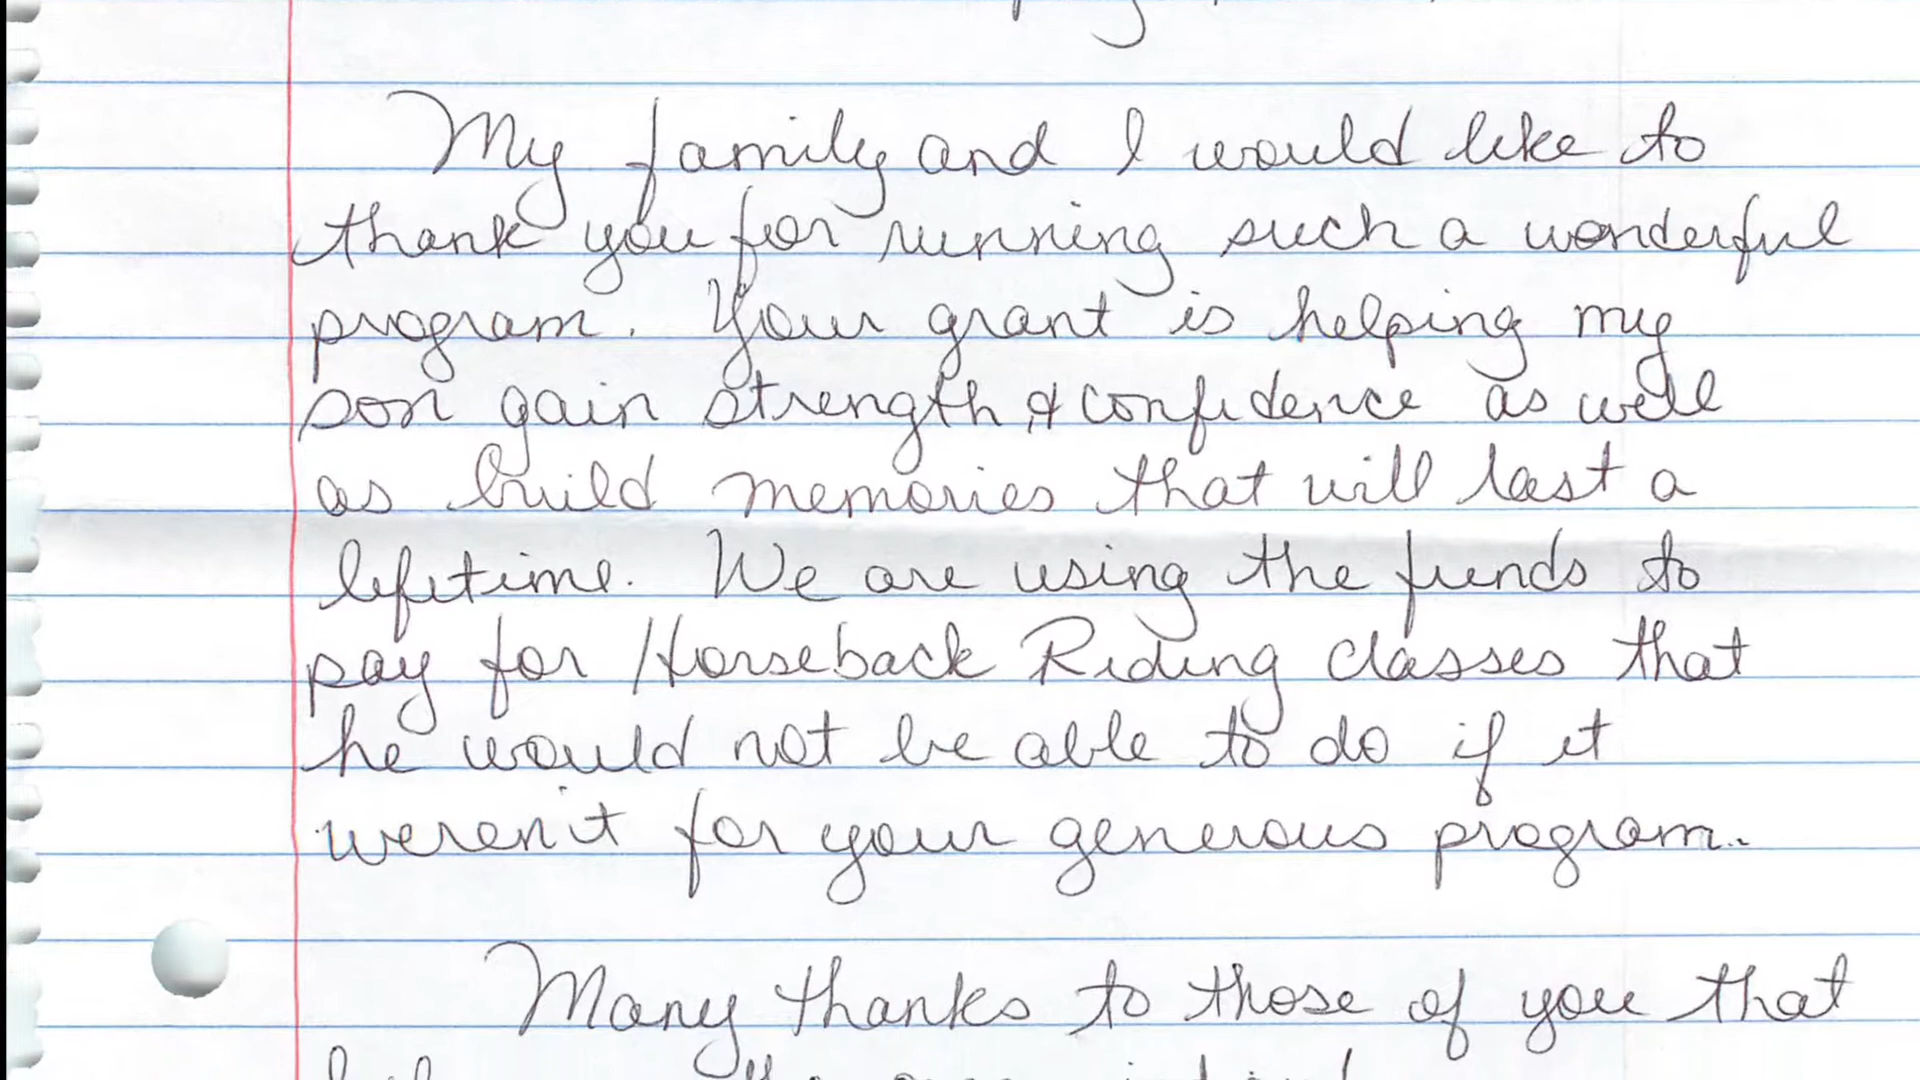 My family and I would like to
thank you for running such a wonderful
program. Your grant is helping my
son gain strength & confidence as well
as build memories that will last a
lifetime. We are using the funds to
pay for Horseback Riding classes that
he would not be able to do if it
weren't for your generous program.
Many thanks to those of you that